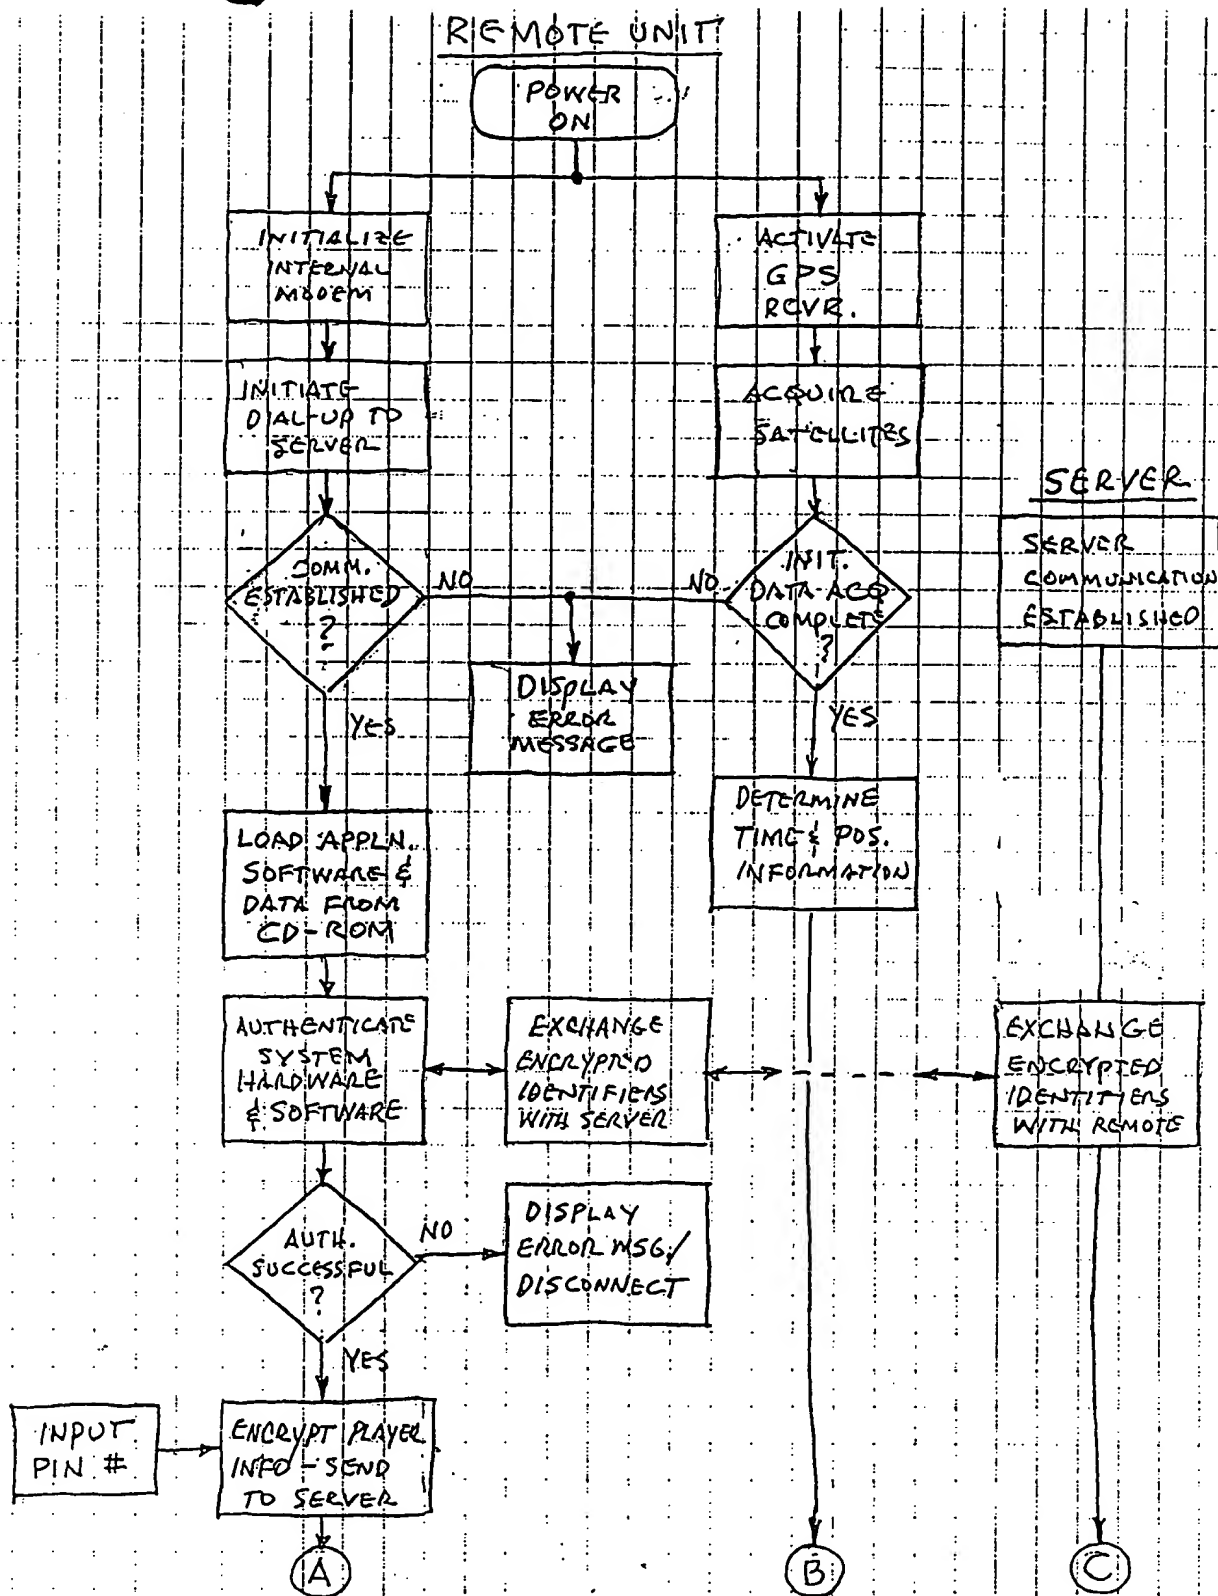 REMOTE UNIT
POWER
ON
INITIALIZE
INTERNAL
MODEM
ACTIVATE
GPS
RCVR.
INITIATE
DIAL-UP TO
SERVER
ACQUIRE
SATELLITES
SERVER
SERVER
COMMUNICATION
ESTABLISHED
COMM.
ESTABLISHED
?
NO
NO
INIT.
DATA ACQ
COMPLETE
?
DISPLAY
ERROR
MESSAGE
YES
YES
LOAD APPLN.
SOFTWARE &
DATA FROM
CD-ROM
DETERMINE
TIME & POS.
INFORMATION
AUTHENTICATE
SYSTEM
HARDWARE
& SOFTWARE
EXCHANGE
ENCRYPTED
IDENTIFIERS
WITH SERVER
EXCHANGE
ENCRYPTED
IDENTIFIERS
WITH REMOTE
AUTH.
SUCCESSFUL
?
NO
DISPLAY
ERROR MSG/
DISCONNECT
YES
INPUT
PIN #
ENCRYPT PLAYER
INFO - SEND
TO SERVER
A
B
C